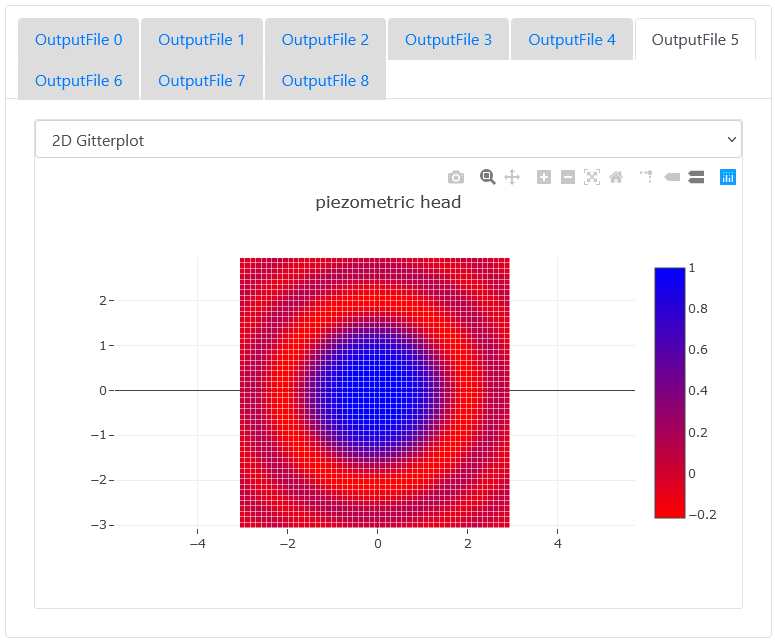 OutputFile 0 OutputFile 1 OutputFile 2 OutputFile 3 OutputFile 4 OutputFile 5
OutputFile 6 OutputFile 7 OutputFile 8
2D Gitterplot
piezometric head
2
1
0
−1
−2
−3
−4 −2 0 2 4
1
0.8
0.6
0.4
0.2
0
−0.2